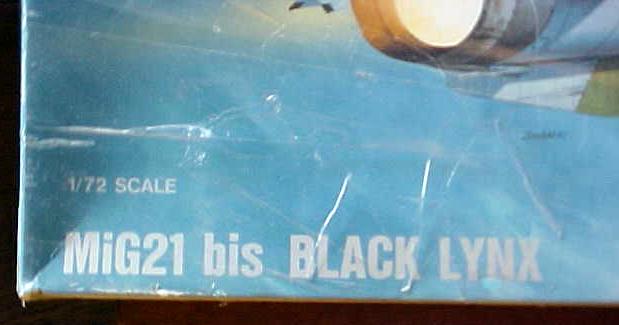 1/72 SCALE
MiG21 bis BLACK LYNX